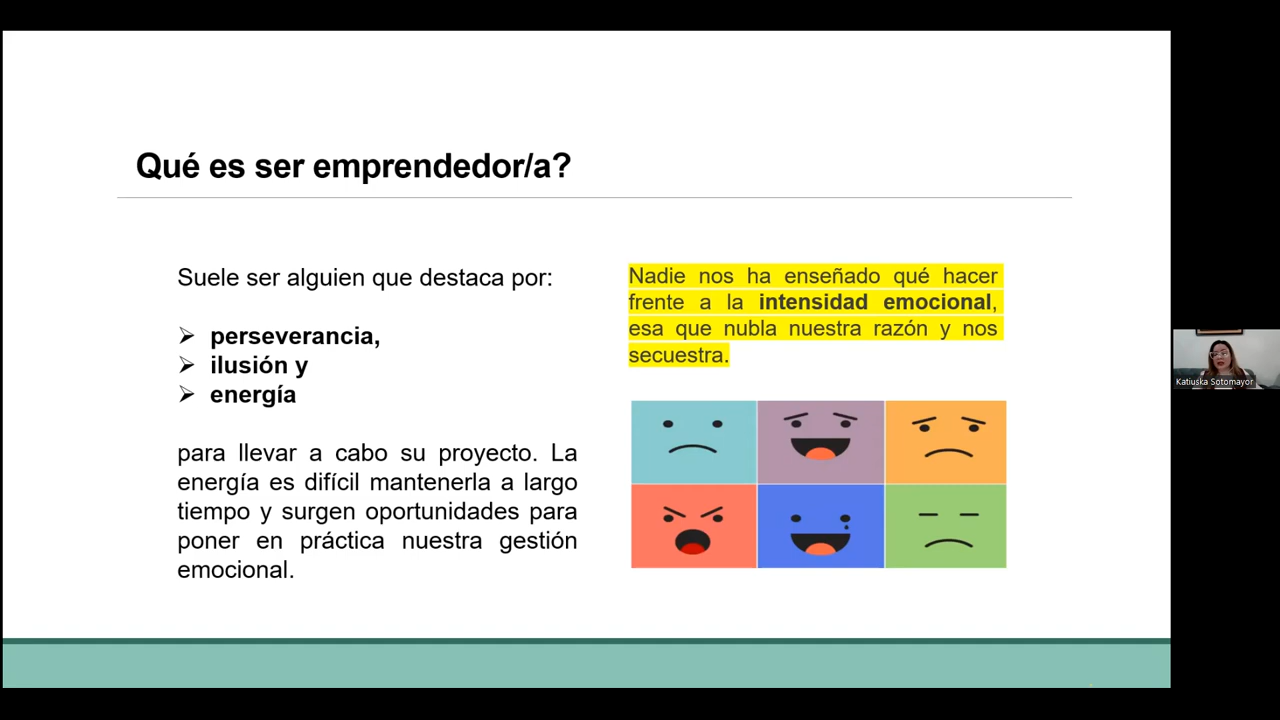 Qué es ser emprendedor/a?
Suele ser alguien que destaca por:
perseverancia,
ilusión y
energía
para llevar a cabo su proyecto. La
energía es difícil mantenerla a largo
tiempo y surgen oportunidades para
poner en práctica nuestra gestión
emocional.
Nadie nos ha enseñado qué hacer
frente a la intensidad emocional,
esa que nubla nuestra razón y nos
secuestra.
Katiuska Sotomayor